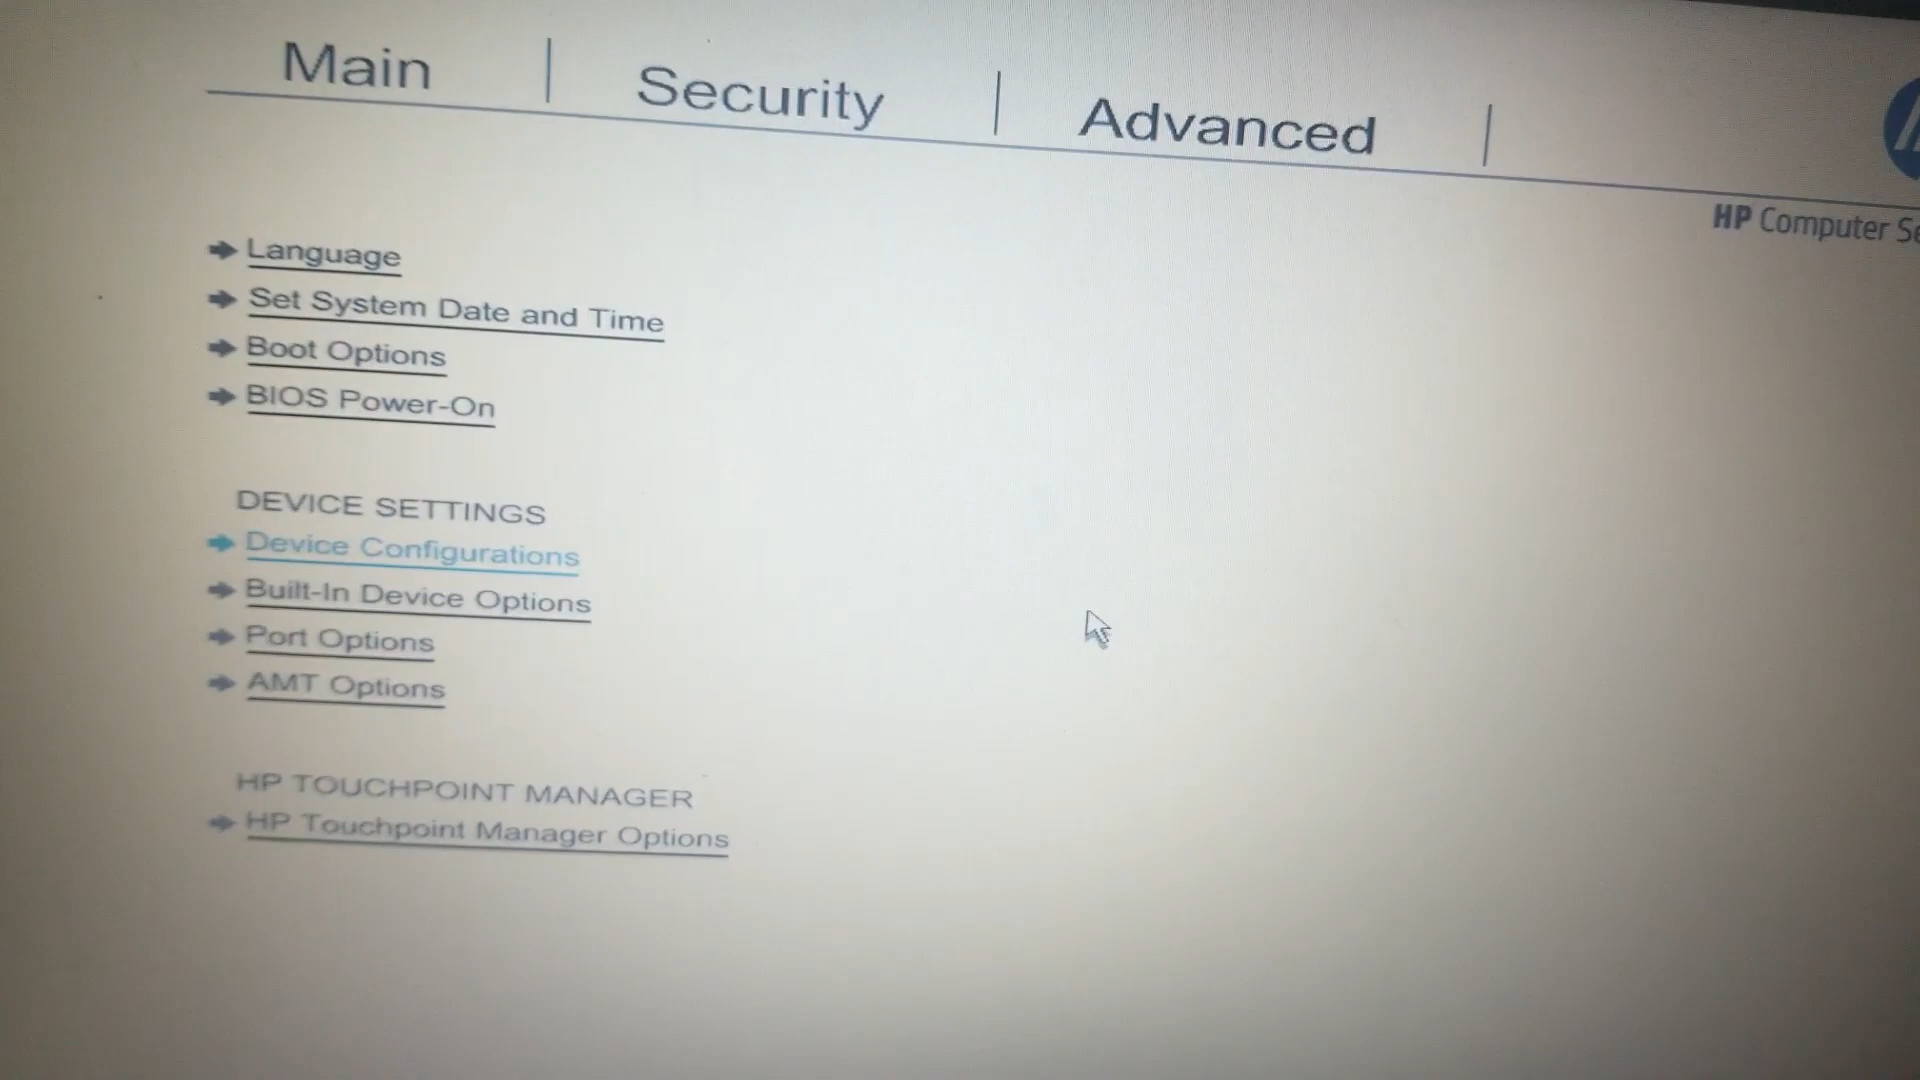 Main
Security
Advanced
HP Computer
Language
Set System Date and Time
Boot Options
BIOS Power-On
DEVICE SETTINGS
Device Configurations
Built-In Device Options
Port Options
AMT Options
HP TOUCHPOINT MANAGER
HP Touchpoint Manager Options